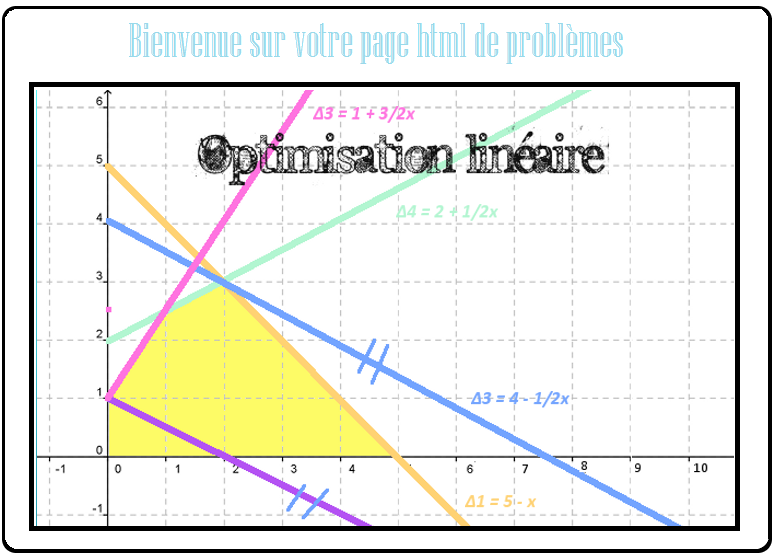 Bienvenue sur votre page html de problèmes
6
Δ3 = 1 + 3/2x
Optimisation linéaire
5
Δ4 = 2 + 1/2x
4
3
2
1
Δ3 = 4 - 1/2x
0
-1 0 1 2 3 4 6 7 8 9 10
Δ1 = 5 - x
-1